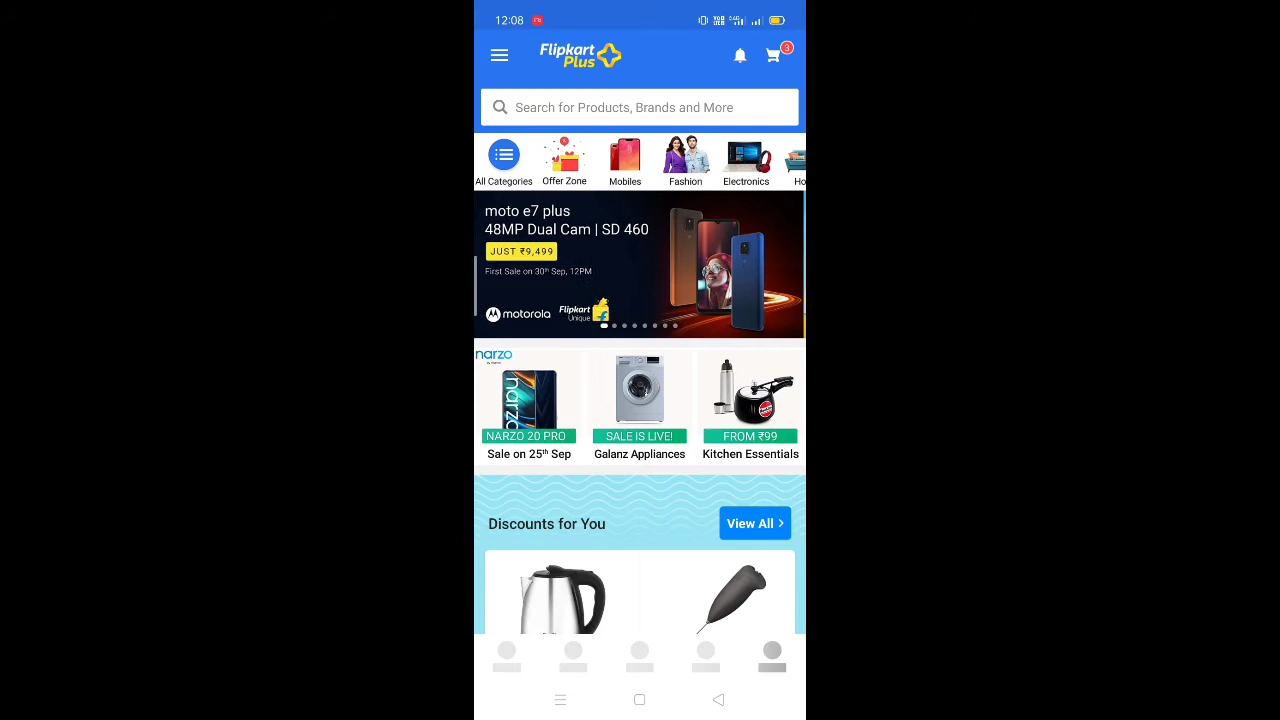 12:08
Flipkart
Plus
3
Search for Products, Brands and More
All Categories
Offer Zone
Mobiles
Fashion
Electronics
Ho
moto e7 plus
48MP Dual Cam | SD 460
JUST ₹9,499
First Sale on 30th Sep, 12PM
motorola
Flipkart
Unique
narzo
narzo
NARZO 20 PRO
SALE IS LIVE!
FROM ₹99
Sale on 25th Sep
Galanz Appliances
Kitchen Essentials
Discounts for You
View All